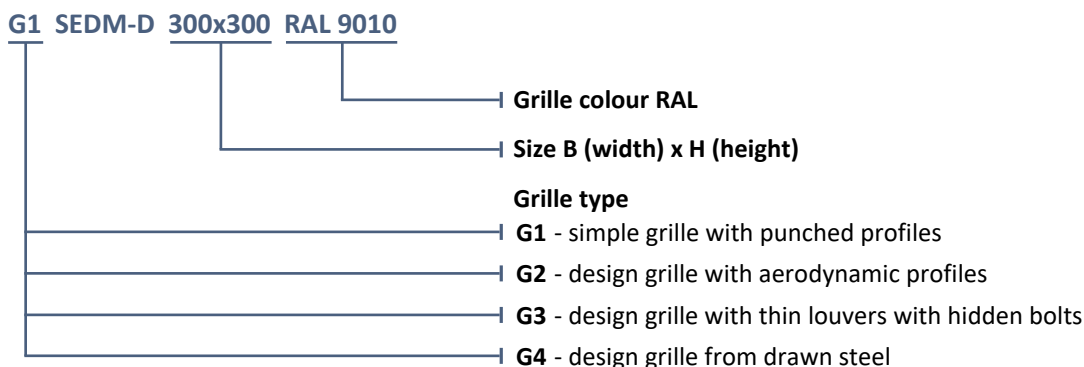 G1 SEDM-D 300x300 RAL 9010
Grille colour RAL
Size B (width) x H (height)
Grille type
G1 - simple grille with punched profiles
G2 - design grille with aerodynamic profiles
G3 - design grille with thin louvers with hidden bolts
G4 - design grille from drawn steel